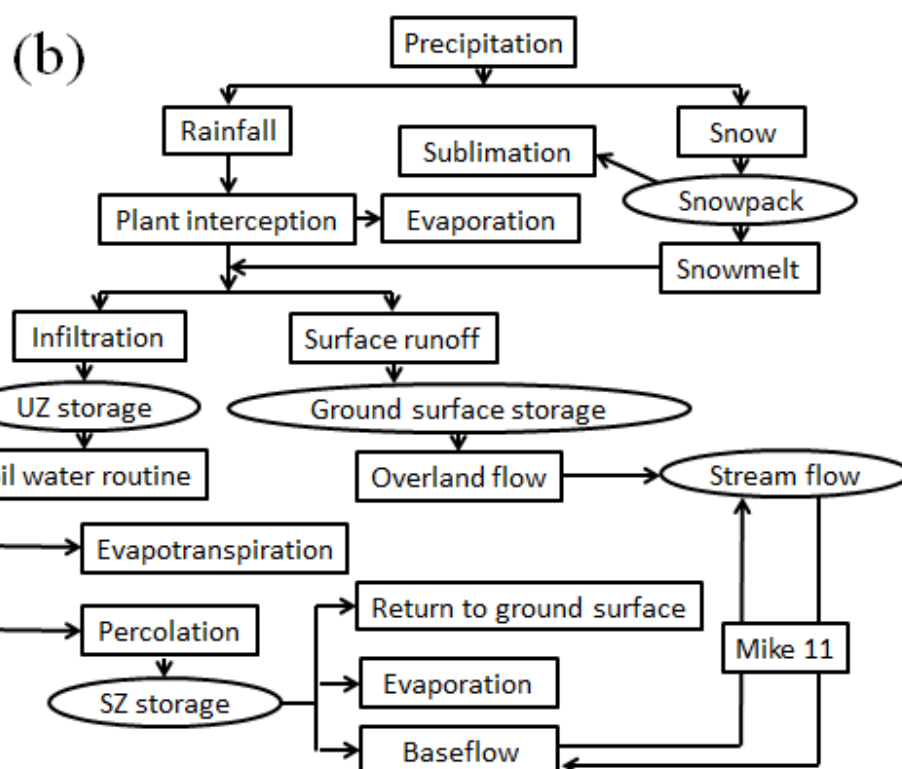 (b)
Precipitation
Rainfall
Snow
Sublimation
Snowpack
Plant interception
Evaporation
Snowmelt
Infiltration
Surface runoff
UZ storage
Ground surface storage
il water routine
Overland flow
Stream flow
Evapotranspiration
Return to ground surface
Percolation
Mike 11
Evaporation
SZ storage
Baseflow